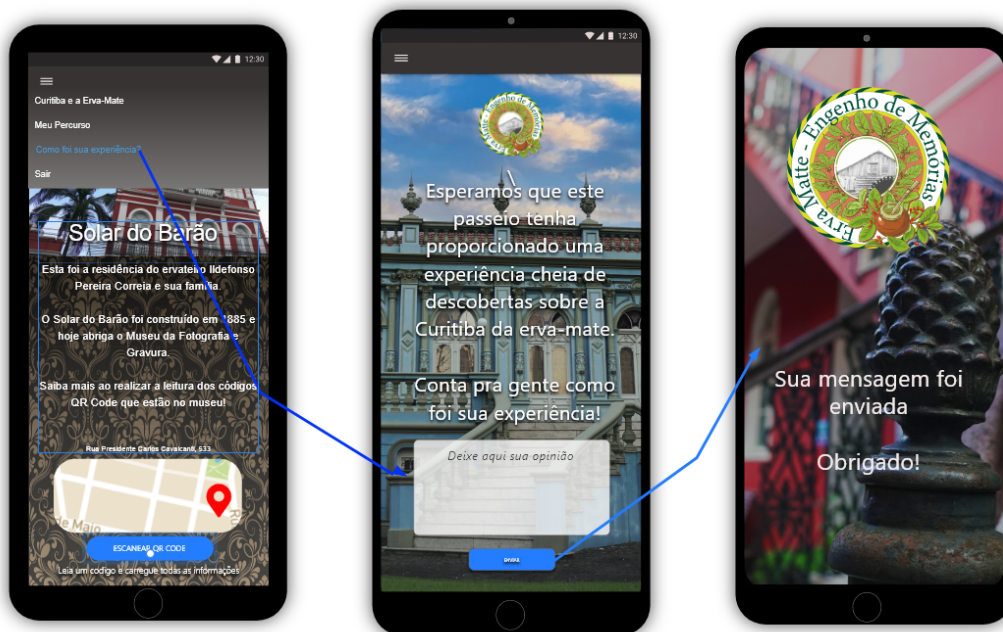 12:30
Curitiba e a Erva-Mate
Meu Percurso
Como foi sua experiência?
Sair
Solar do Barão
Esta foi a residência do ervateiro Ildefonso
Pereira Correia e sua família.
O Solar do Barão foi construído em 1885 e
hoje abriga o Museu da Fotografia e
Gravura.
Saiba mais ao realizar a leitura dos códigos
QR Code que estão no museu!
Rua Presidente Carlos Cavalcanti, 533
de Maio
Ru
ESCANEAR QR CODE
Leia um codigo e carregue todas as informações
12:30
Engenho de Memórias
Esperamos que este
passeio tenha
proporcionado uma
experiência cheia de
descobertas sobre a
Curitiba da erva-mate.
Conta pra gente como
foi sua experiência!
Deixe aqui sua opinião
ENVIAR
Erva Matte - Engenho de Memórias
Sua mensagem foi
enviada
Obrigado!